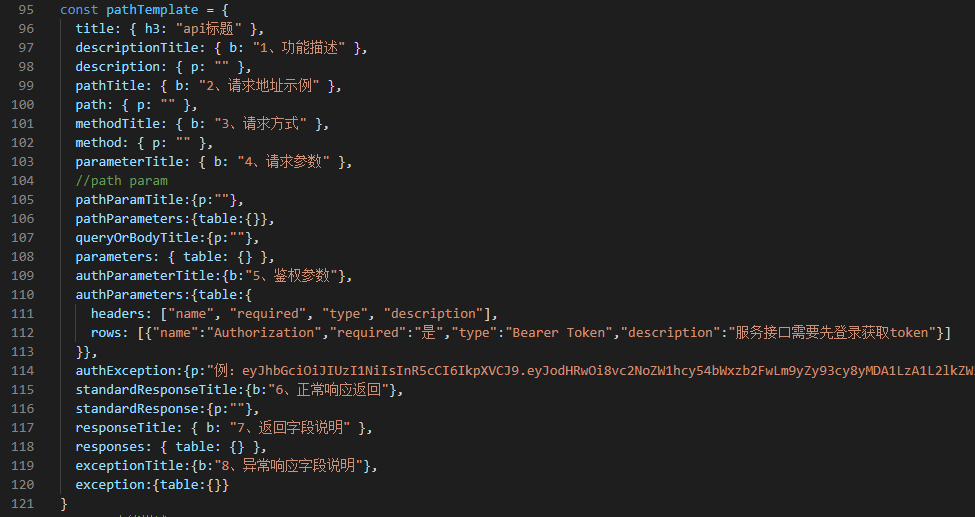 95 const pathTemplate = {
96 title: { h3: "api标题" },
97 descriptionTitle: { b: "1、功能描述" },
98 description: { p: "" },
99 pathTitle: { b: "2、请求地址示例" },
100 path: { p: "" },
101 methodTitle: { b: "3、请求方式" },
102 method: { p: "" },
103 parameterTitle: { b: "4、请求参数" },
104 //path param
105 pathParamTitle:{p:""},
106 pathParameters:{table:{}},
107 queryOrBodyTitle:{p:""},
108 parameters: { table: {} },
109 authParameterTitle:{b:"5、鉴权参数"},
110 authParameters:{table:{
111 headers: ["name", "required", "type", "description"],
112 rows: [{"name":"Authorization","required":"是","type":"Bearer Token","description":"服务接口需要先登录获取token"}]
113 }},
114 authException:{p:"例：eyJhbGciOiJIUzI1NiIsInR5cCI6IkpXVCJ9.eyJodHRwOi8vc2NoZW1hcy54bWxzb2FwLm9yZy93cy8yMDA1LzA1L2lkZW
115 standardResponseTitle:{b:"6、正常响应返回"},
116 standardResponse:{p:""},
117 responseTitle: { b: "7、返回字段说明" },
118 responses: { table: {} },
119 exceptionTitle:{b:"8、异常响应字段说明"},
120 exception:{table:{}}
121 }